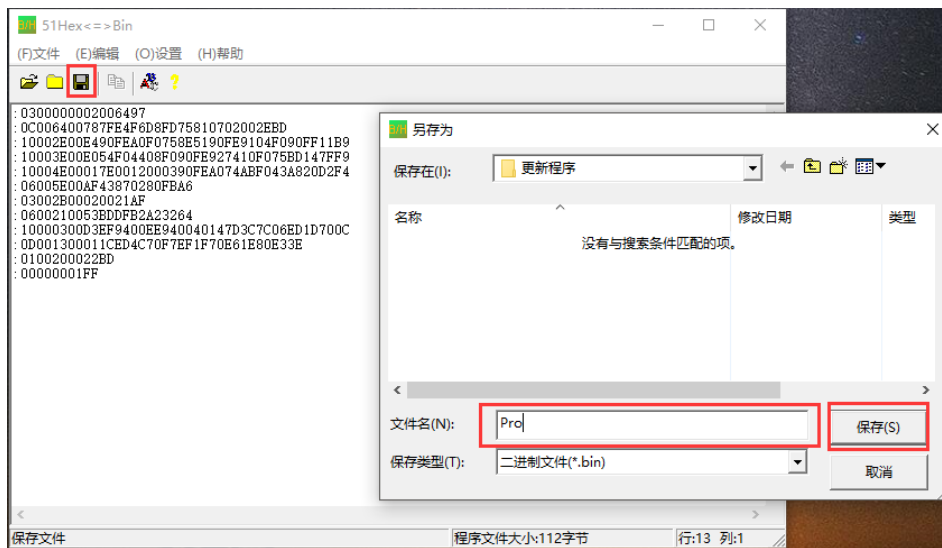 51Hex<=>Bin
(F)文件 (E)编辑 (O)设置 (H)帮助
:0300000002006497
:0C006400787FE4F6D8FD75810702002EBD
:10002E00E490FEA0F0758E5190FE9104F090FF11B9
:10003E00E054F04408F090FE927410F075BD147FF9
:10004E00017E0012000390FEA074ABF043A820D2F4
:06005E00AF43870280FBA6
:03002B00020021AF
:0600210053BDDFB2A23264
:10000300D3EF9400EE940040147D3C7C06ED1D700C
:0D001300011CED4C70F7EF1F70E61E80E33E
:0100200022BD
:00000001FF
另存为
保存在(I): 更新程序
名称 修改日期 类型
没有与搜索条件匹配的项。
文件名(N): Pro 保存(S)
保存类型(T): 二进制文件(*.bin) 取消
保存文件 程序文件大小:112字节 行:13 列:1